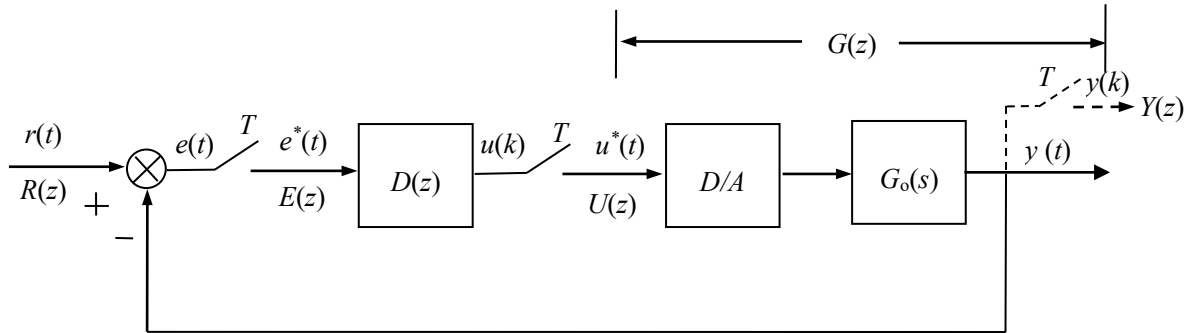 G(z)
T
y(k)
Y(z)
r(t)
e(t)
T
e*(t)
u(k)
T
u*(t)
y (t)
D(z)
D/A
Gₒ(s)
R(z)
+
−
E(z)
U(z)